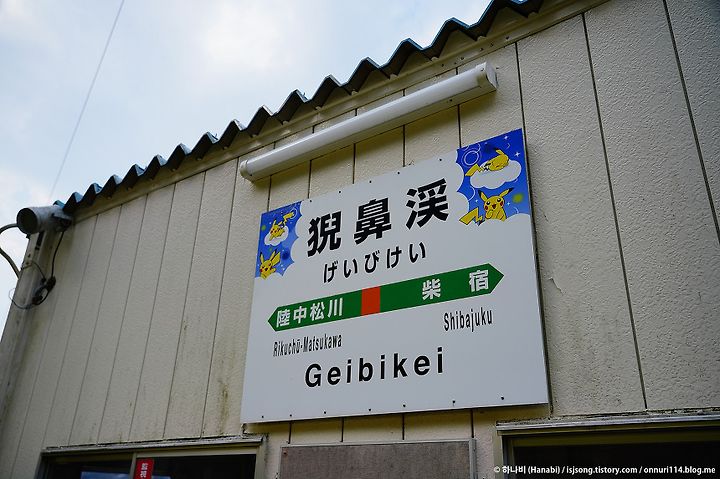 猊鼻渓
げいびけい
陸中松川 柴宿
Rikuchū-Matsukawa Shibajuku
Geibikei
© 하나비 (Hanabi) / isjsong.tistory.com / onnuri114.blog.me